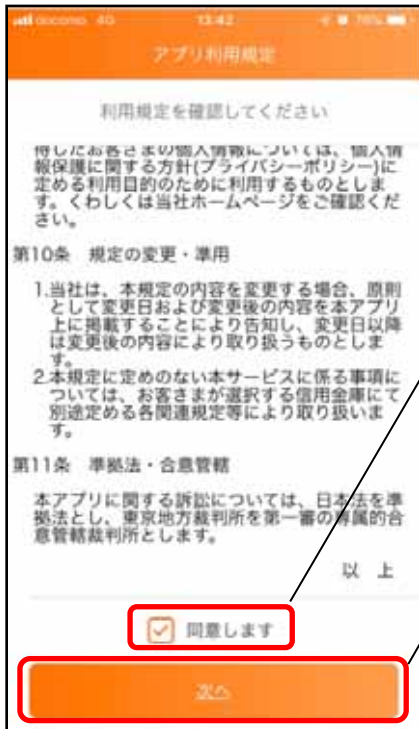 docomo 4G 13:42 76%
アプリ利用規定
利用規定を確認してください
得したお客さまの個人情報については、個人情
報保護に関する方針(プライバシーポリシー)に
定める利用目的のために利用するものとしま
す。くわしくは当社ホームページをご確認くだ
さい。
第10条 規定の変更・準用
1.当社は、本規定の内容を変更する場合、原則
として変更日および変更後の内容を本アプリ
上に掲載することにより告知し、変更日以降
は変更後の内容により取り扱うものとしま
す。
2.本規定に定めのない本サービスに係る事項に
ついては、お客さまが選択する信用金庫にて
別途定める各関連規定等により取り扱いま
す。
第11条 準拠法・合意管轄
本アプリに関する訴訟については、日本法を準
拠法とし、東京地方裁判所を第一審の専属的合
意管轄裁判所とします。
以 上
同意します
次へ